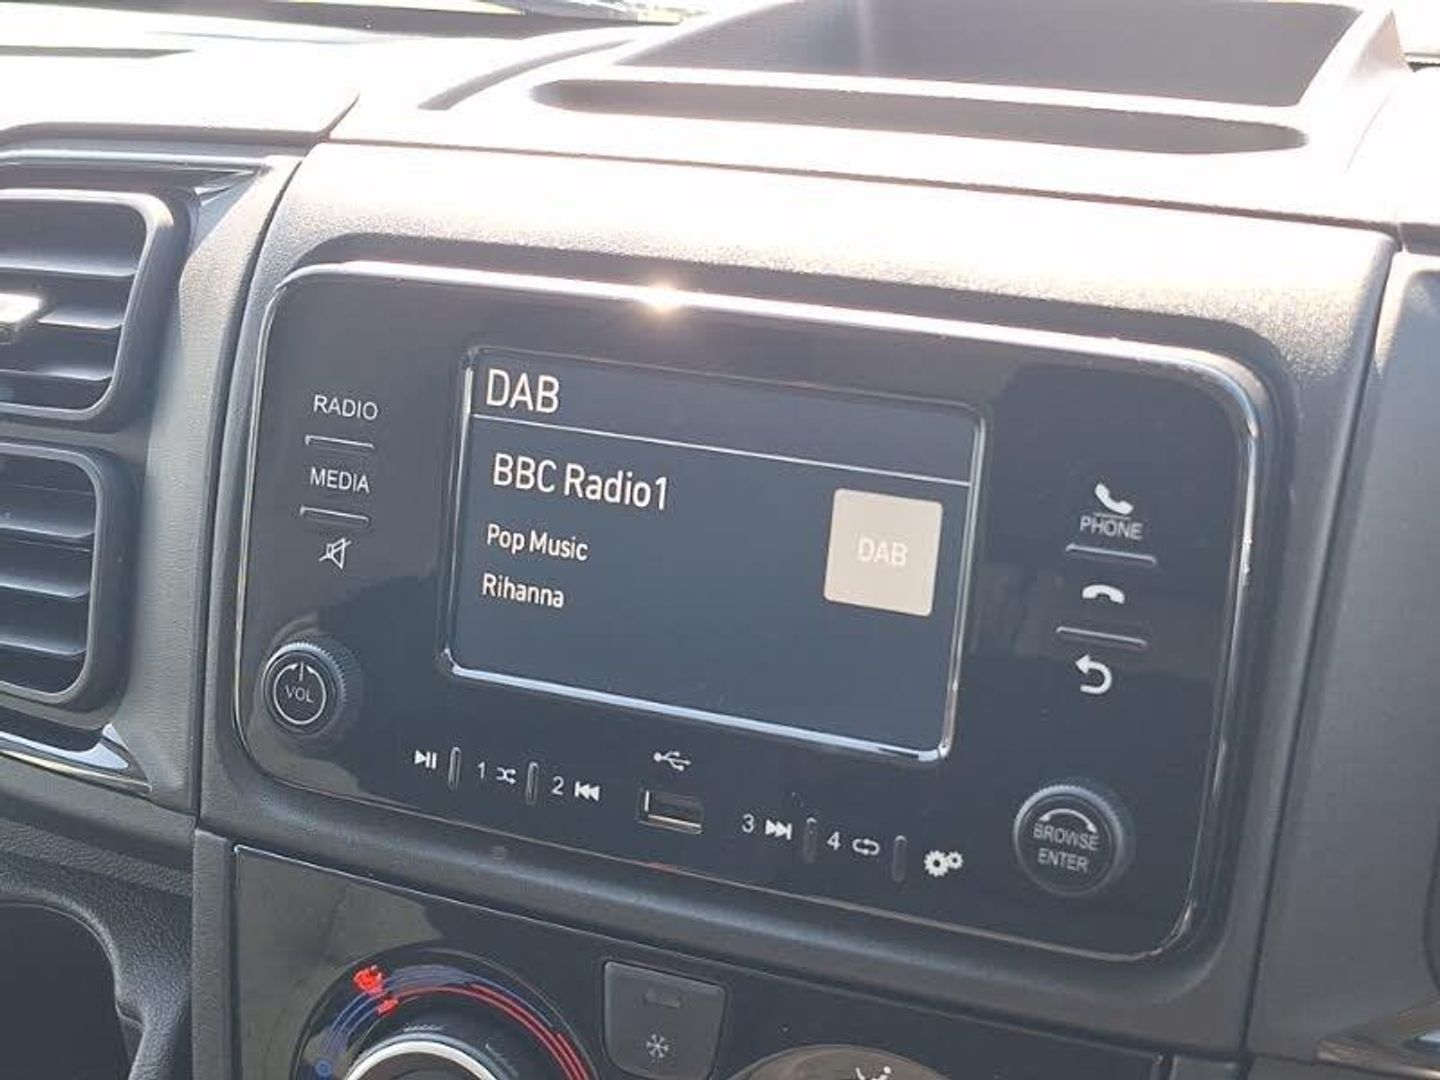 DAB
BBC Radio1
Pop Music
Rihanna
DAB
RADIO
MEDIA
VOL
PHONE
1
2
3
4
BROWSE
ENTER